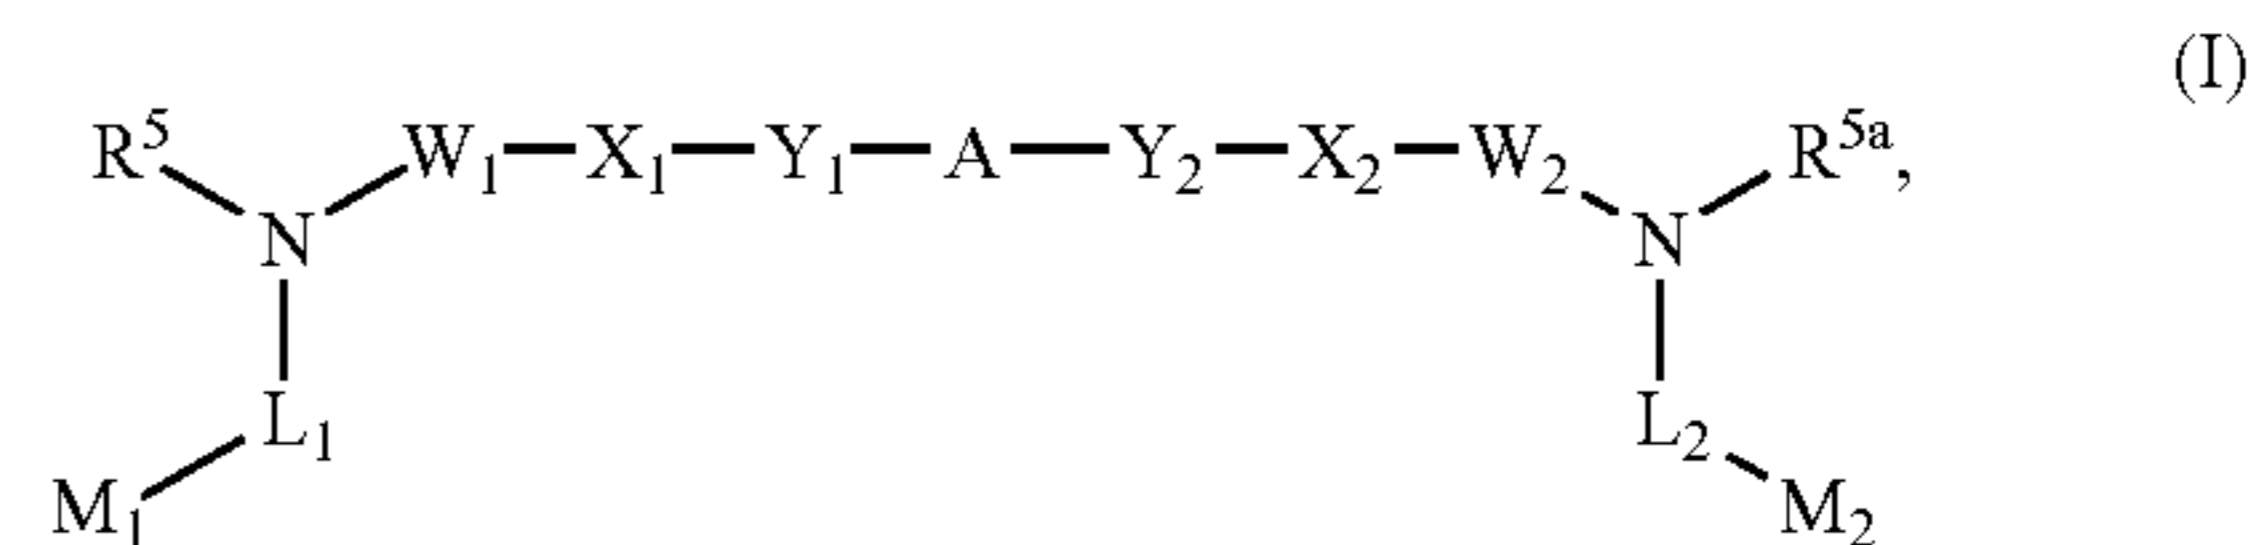 (I)
R⁵ W₁—X₁—Y₁—A—Y₂—X₂—W₂ R⁵ᵃ,
N N
L₁ L₂
M₁ M₂